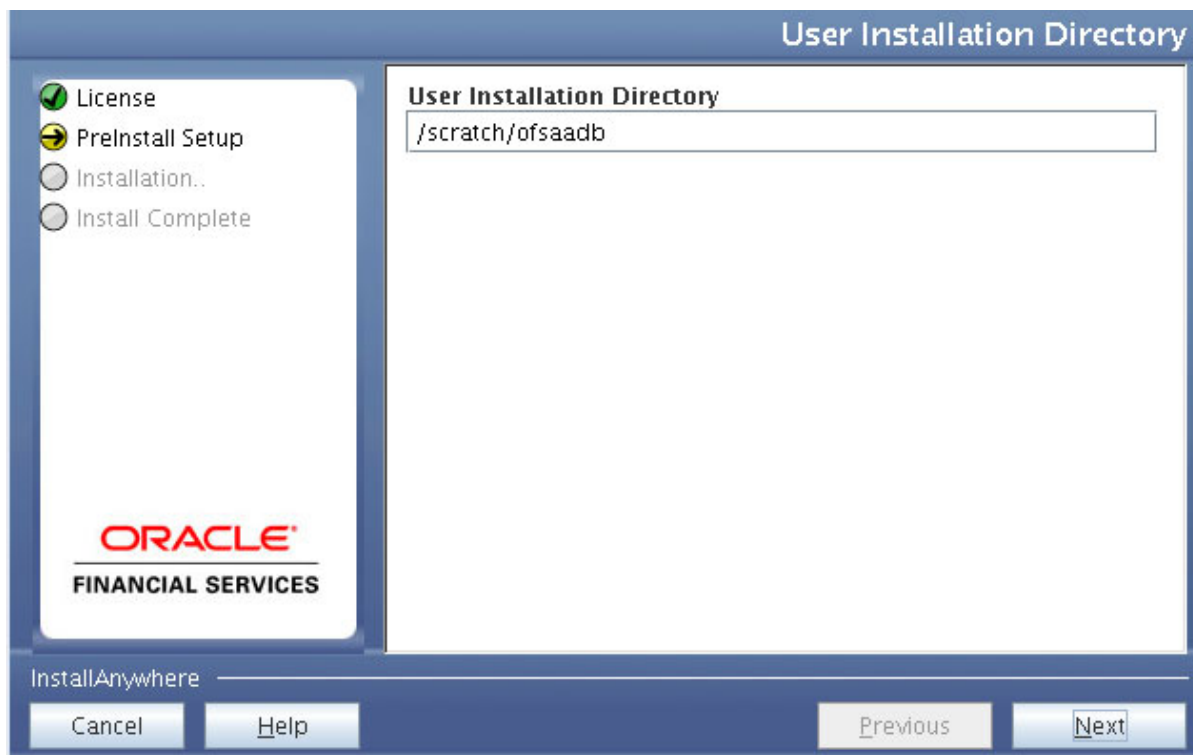 User Installation Directory
License
PreInstall Setup
Installation..
Install Complete
ORACLE
FINANCIAL SERVICES
User Installation Directory
/scratch/ofsaadb
InstallAnywhere
Cancel
Help
Previous
Next